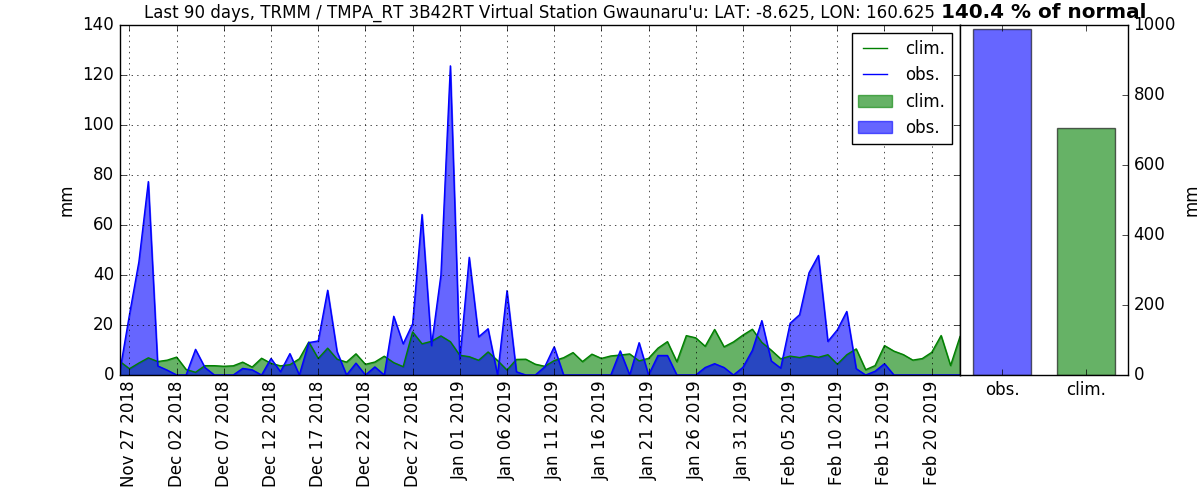 Last 90 days, TRMM / TMPA_RT 3B42RT Virtual Station Gwaunaru'u: LAT: -8.625, LON: 160.625 140.4 % of normal
140
120
100
80
60
40
20
0
mm
clim.
obs.
clim.
obs.
Nov 27 2018
Dec 02 2018
Dec 07 2018
Dec 12 2018
Dec 17 2018
Dec 22 2018
Dec 27 2018
Jan 01 2019
Jan 06 2019
Jan 11 2019
Jan 16 2019
Jan 21 2019
Jan 26 2019
Jan 31 2019
Feb 05 2019
Feb 10 2019
Feb 15 2019
Feb 20 2019
1000
800
600
400
200
0
mm
obs.
clim.